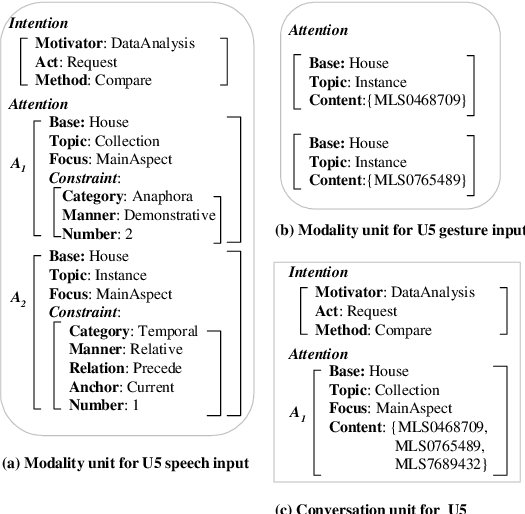 Intention
Motivator: DataAnalysis
Act: Request
Method: Compare
Attention
A1
Base: House
Topic: Collection
Focus: MainAspect
Constraint:
Category: Anaphora
Manner: Demonstrative
Number: 2
A2
Base: House
Topic: Instance
Focus: MainAspect
Constraint:
Category: Temporal
Manner: Relative
Relation: Precede
Anchor: Current
Number: 1
(a) Modality unit for U5 speech input
Attention
Base: House
Topic: Instance
Content:{MLS0468709}
Base: House
Topic: Instance
Content:{MLS0765489}
(b) Modality unit for U5 gesture input
Intention
Motivator: DataAnalysis
Act: Request
Method: Compare
Attention
A1
Base: House
Topic: Collection
Focus: MainAspect
Content: {MLS0468709,
MLS0765489,
MLS7689432}
(c) Conversation unit for U5